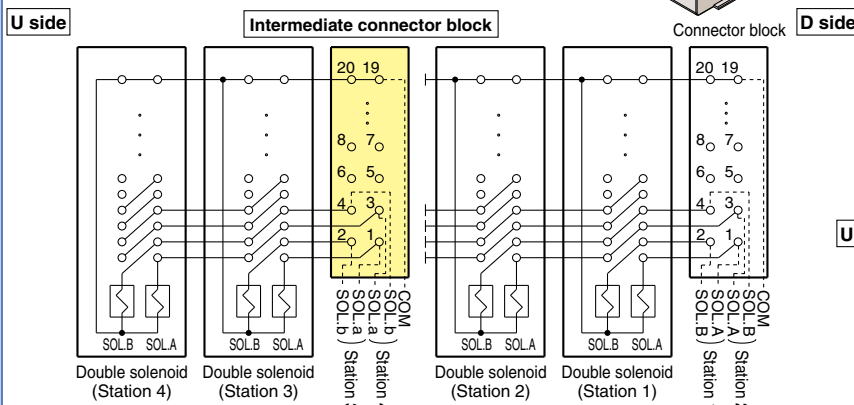 U side
Intermediate connector block
Connector block
D side
20 19
8 7
6 5
4 3
2 1
20 19
8 7
6 5
4 3
2 1
U
SOL.B SOL.A
SOL.B SOL.A
SOL.b
SOL.a
SOL.a
SOL.b
COM
SOL.B SOL.A
SOL.B SOL.A
SOL.B
SOL.A
SOL.A
SOL.B
COM
Double solenoid
(Station 4)
Double solenoid
(Station 3)
(Station
(Station
Double solenoid
(Station 2)
Double solenoid
(Station 1)
(Station
(Station